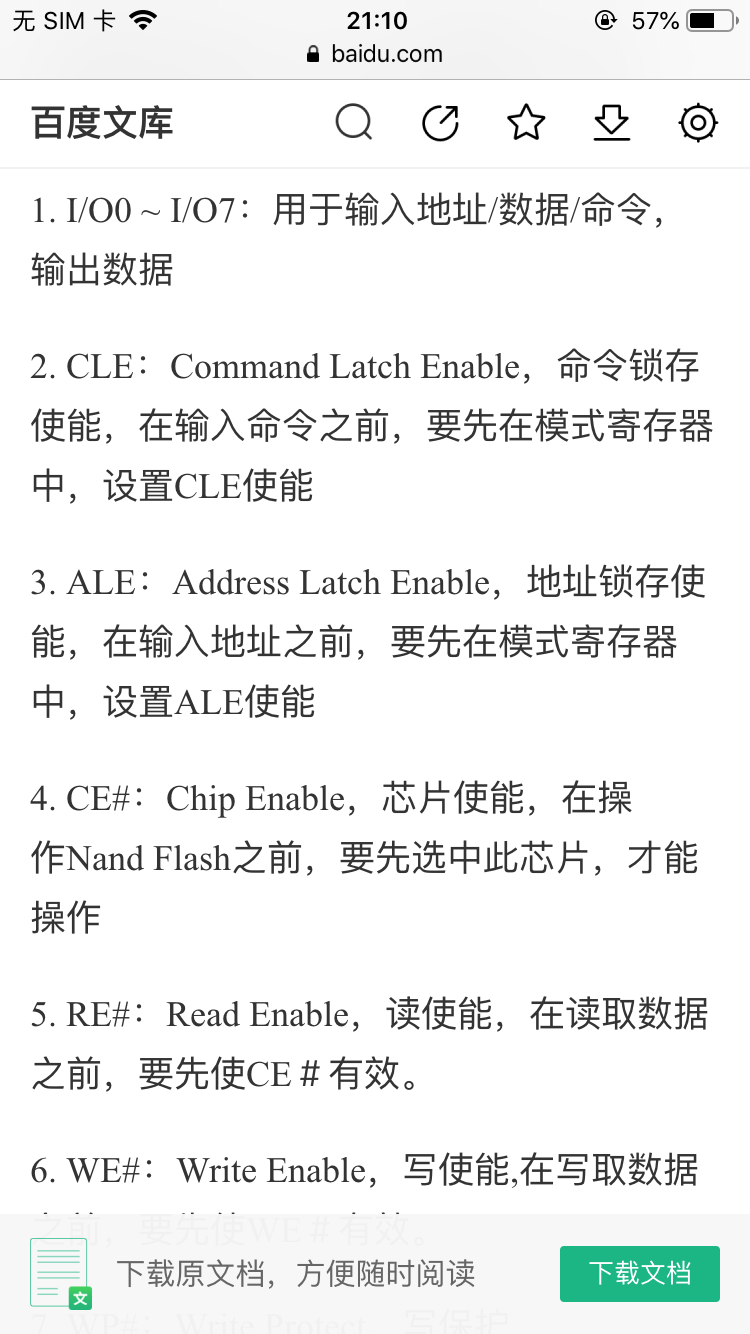 无 SIM 卡 21:10 57%
baidu.com
百度文库
1. I/O0 ~ I/O7：用于输入地址/数据/命令，
输出数据
2. CLE：Command Latch Enable，命令锁存
使能，在输入命令之前，要先在模式寄存器
中，设置CLE使能
3. ALE：Address Latch Enable，地址锁存使
能，在输入地址之前，要先在模式寄存器
中，设置ALE使能
4. CE#：Chip Enable，芯片使能，在操
作Nand Flash之前，要先选中此芯片，才能
操作
5. RE#：Read Enable，读使能，在读取数据
之前，要先使CE＃有效。
6. WE#：Write Enable，写使能,在写取数据
之前，要先使WE＃有效。
下载原文档，方便随时阅读
下载文档
文
7. WP#：Write Protect，写保护